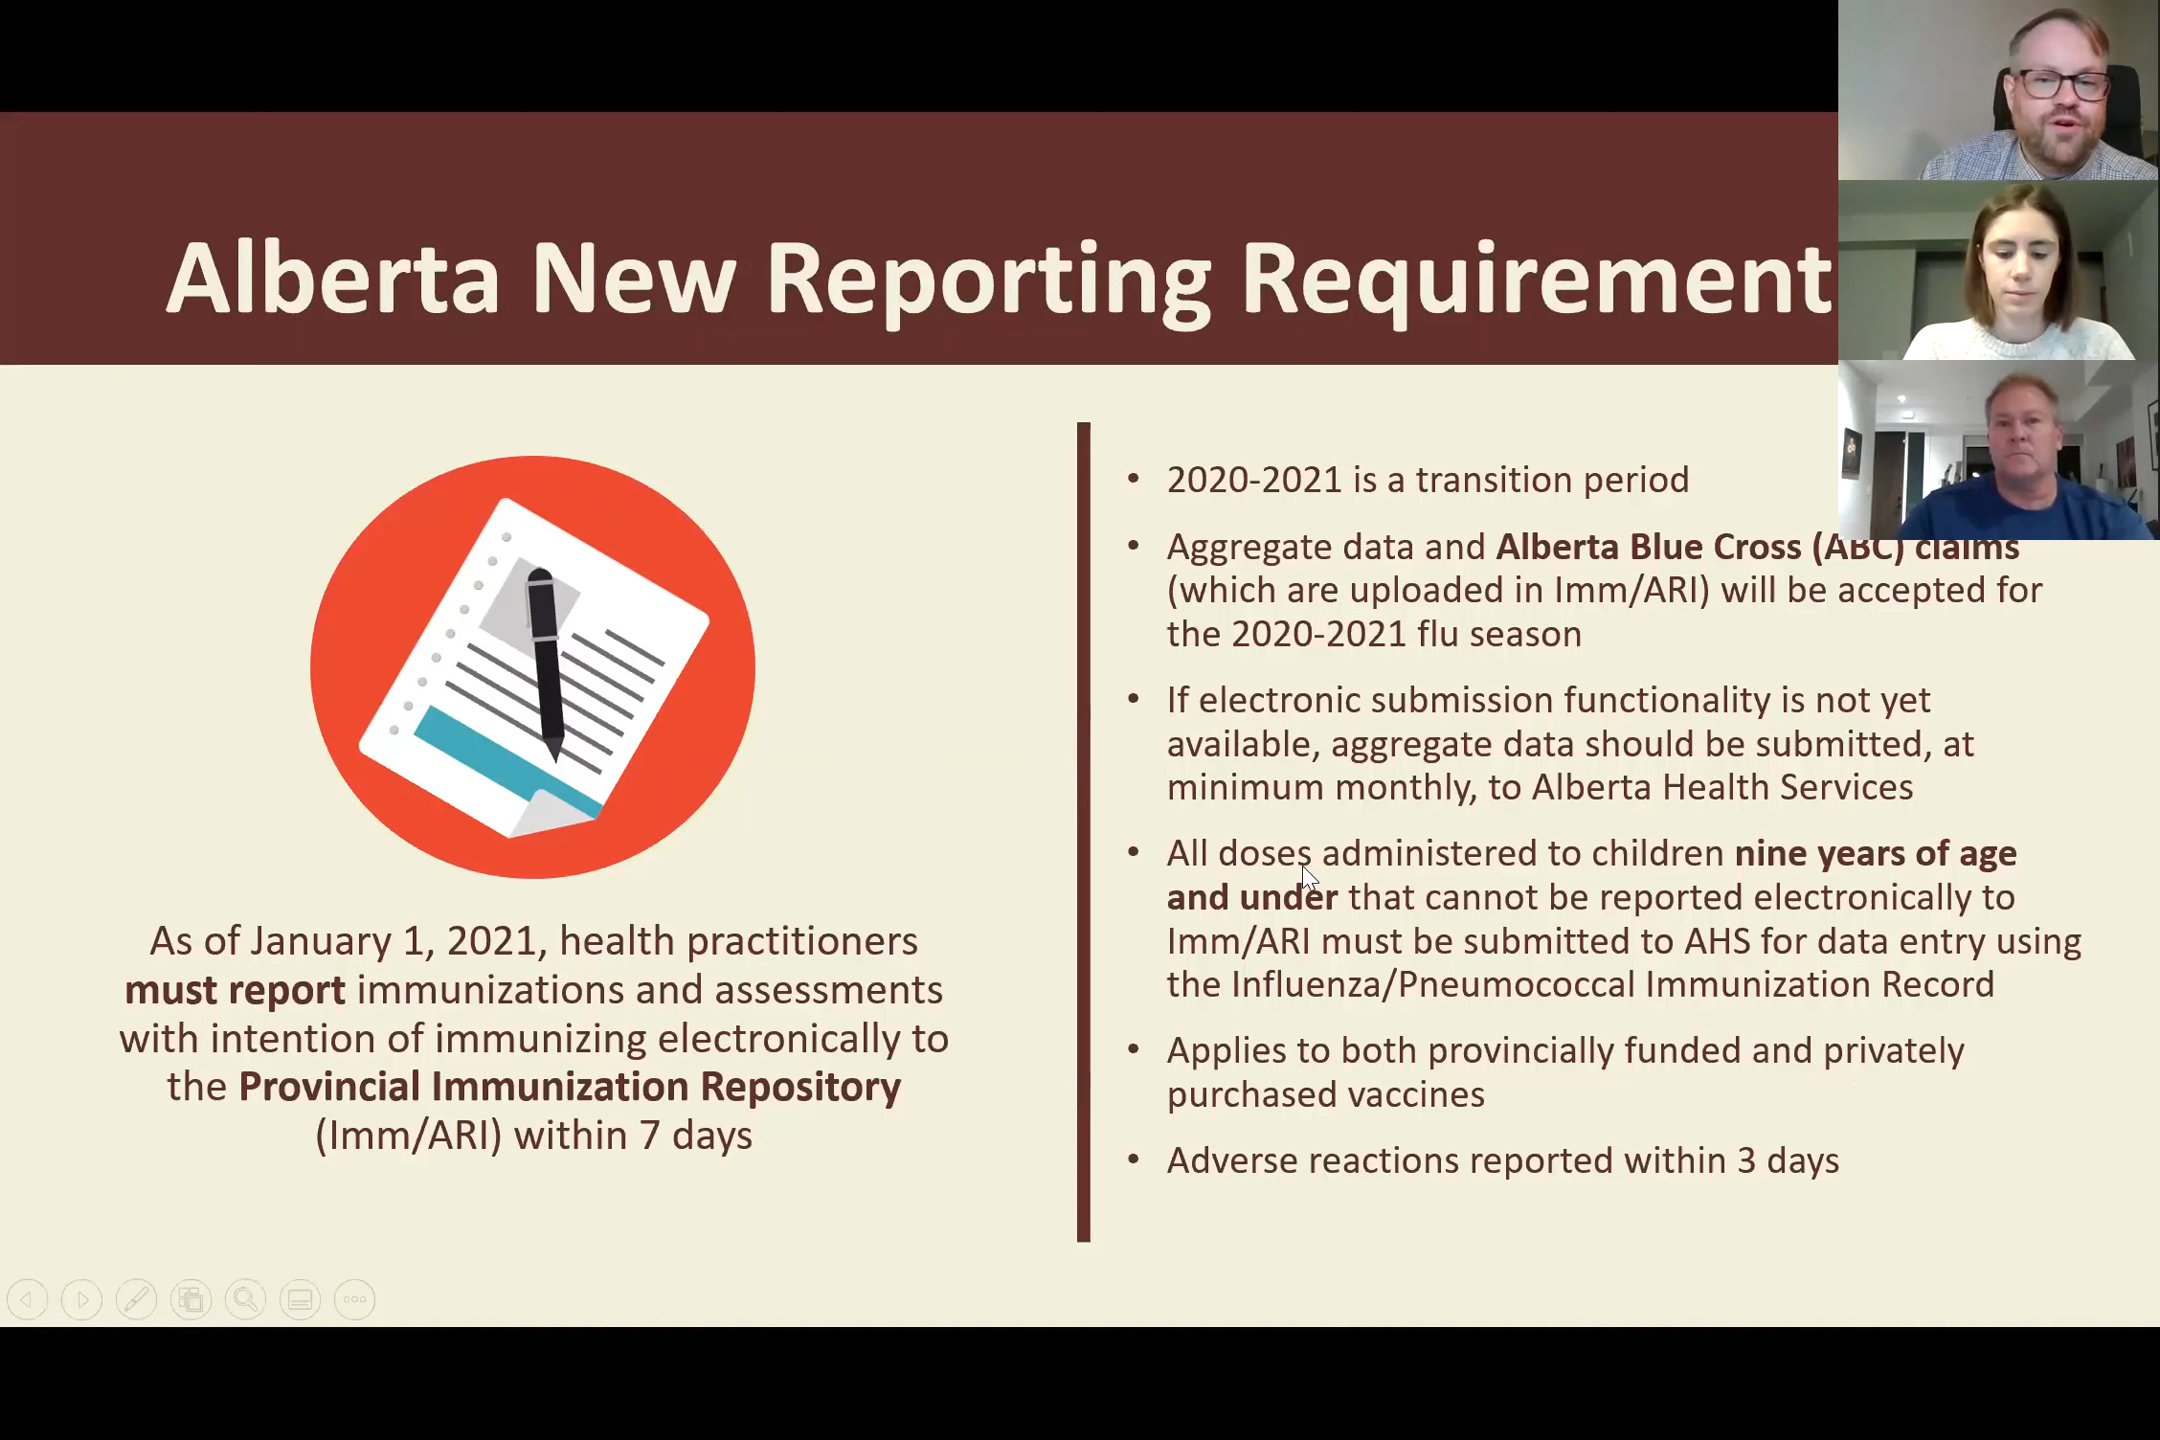 Alberta New Reporting Requirement
As of January 1, 2021, health practitioners
must report immunizations and assessments
with intention of immunizing electronically to
the Provincial Immunization Repository
(Imm/ARI) within 7 days
• 2020-2021 is a transition period
• Aggregate data and Alberta Blue Cross (ABC) claims
(which are uploaded in Imm/ARI) will be accepted for
the 2020-2021 flu season
• If electronic submission functionality is not yet
available, aggregate data should be submitted, at
minimum monthly, to Alberta Health Services
• All doses administered to children nine years of age
and under that cannot be reported electronically to
Imm/ARI must be submitted to AHS for data entry using
the Influenza/Pneumococcal Immunization Record
• Applies to both provincially funded and privately
purchased vaccines
• Adverse reactions reported within 3 days